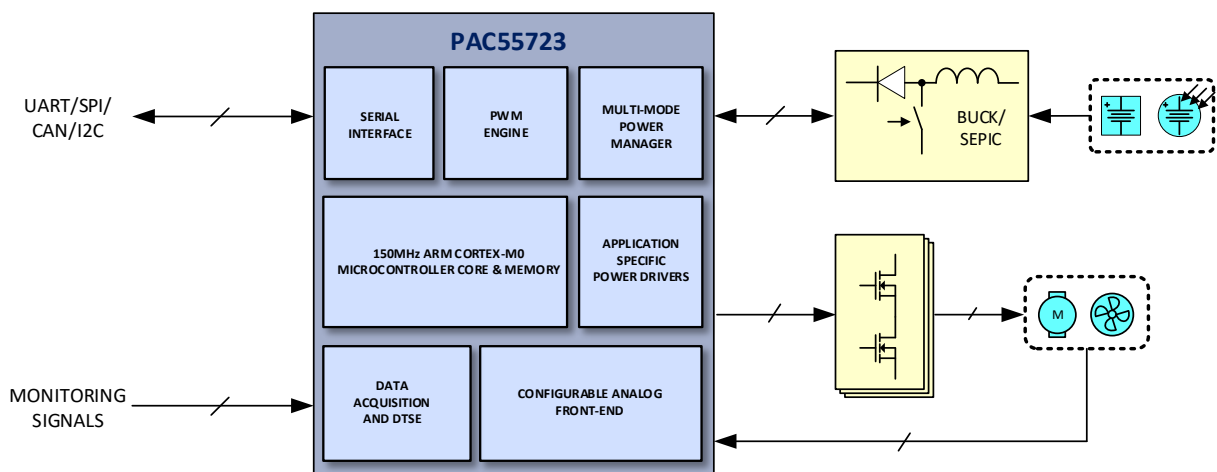 PAC55723
UART/SPI/
CAN/I2C
SERIAL
INTERFACE
PWM
ENGINE
MULTI-MODE
POWER
MANAGER
BUCK/
SEPIC
+
+
150MHz ARM CORTEX-M0
MICROCONTROLLER CORE & MEMORY
APPLICATION
SPECIFIC
POWER DRIVERS
M
MONITORING
SIGNALS
DATA
ACQUISITION
AND DTSE
CONFIGURABLE ANALOG
FRONT-END